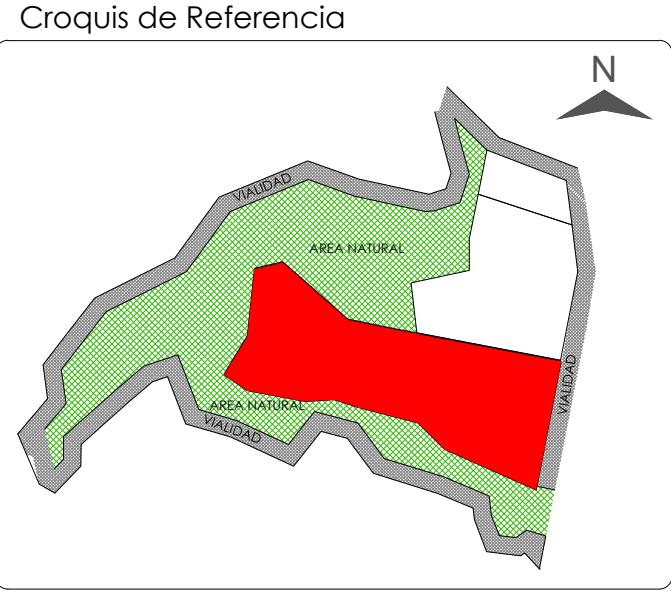 Croquis de Referencia
N
VIALIDAD
AREA NATURAL
VIALIDAD
AREA NATURAL
VIALIDAD